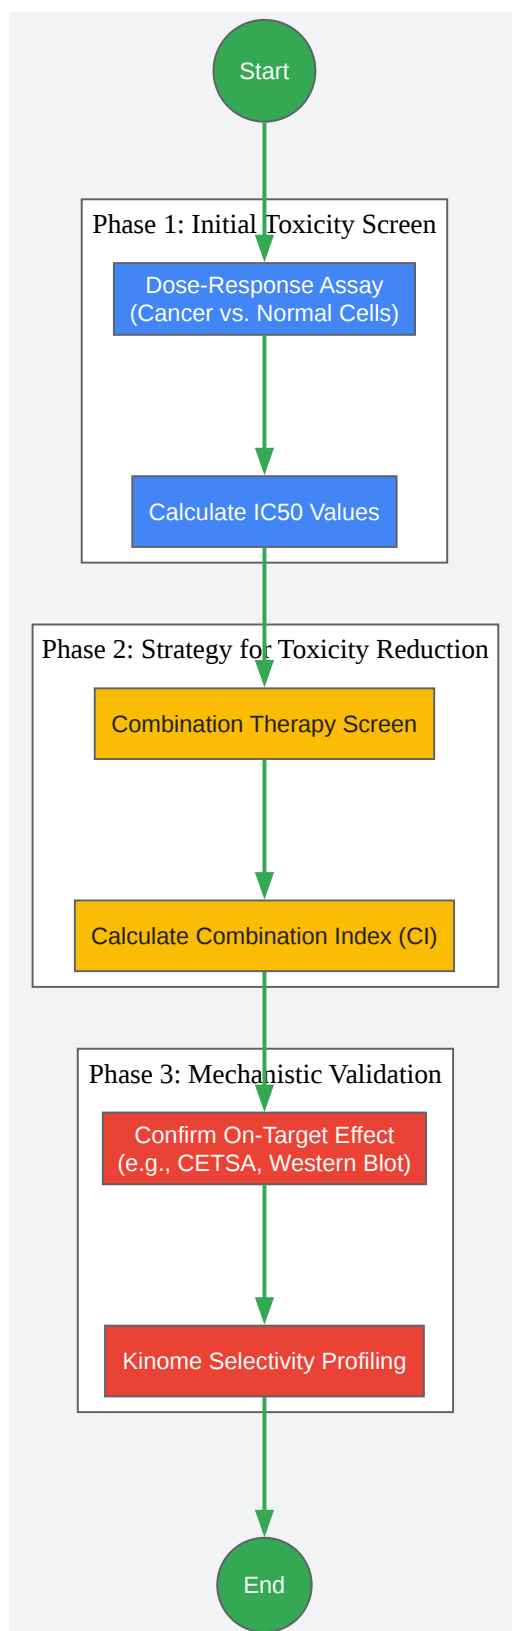 Start
Phase 1: Initial Toxicity Screen
Dose-Response Assay
(Cancer vs. Normal Cells)
Calculate IC50 Values
Phase 2: Strategy for Toxicity Reduction
Combination Therapy Screen
Calculate Combination Index (CI)
Phase 3: Mechanistic Validation
Confirm On-Target Effect
(e.g., CETSA, Western Blot)
Kinome Selectivity Profiling
End